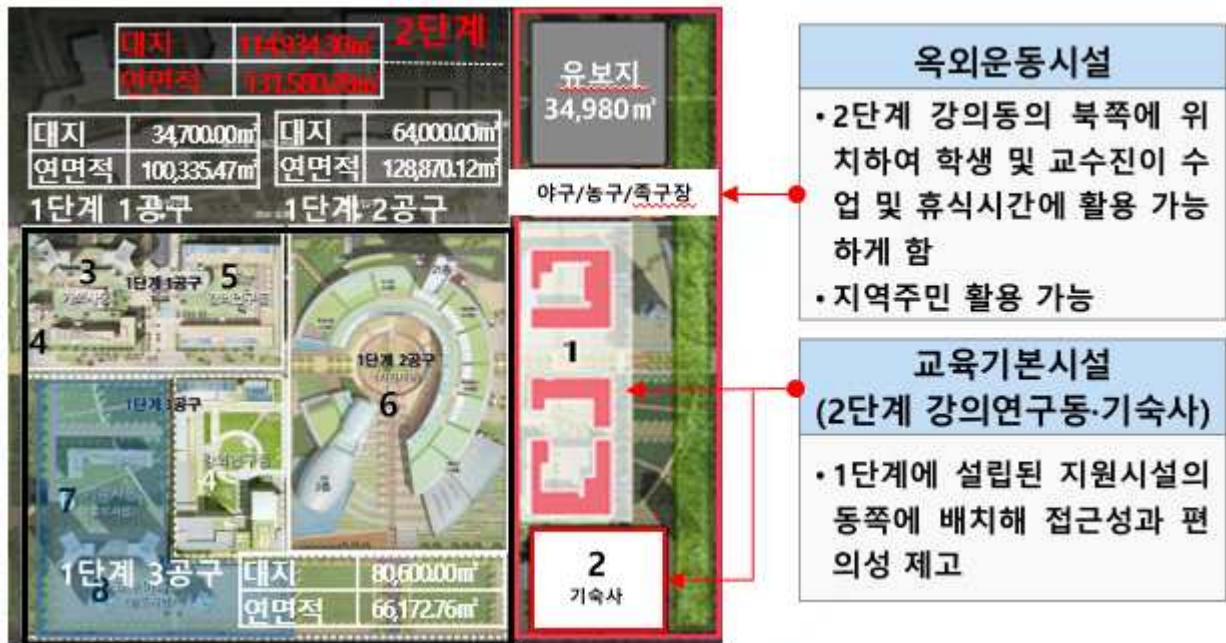 대지 114,934.30㎡ 2단계
연면적
대지 34,700.00㎡
연면적 100,335.47㎡
1단계 1공구
대지 64,000.00㎡
연면적 128,870.12㎡
1단계 2공구
유보지
34,980㎡
야구/농구/족구장
3
1단계 1공구
5
4
1단계 2공구
6
1단계 3공구
4
7
8
1단계 3공구
대지 80,600.00㎡
연면적 66,172.76㎡
1
2
기숙사
옥외운동시설
• 2단계 강의동의 북쪽에 위
치하여 학생 및 교수진이 수
업 및 휴식시간에 활용 가능
하게 함
• 지역주민 활용 가능
교육기본시설
(2단계 강의연구동·기숙사)
• 1단계에 설립된 지원시설의
동쪽에 배치해 접근성과 편
의성 제고